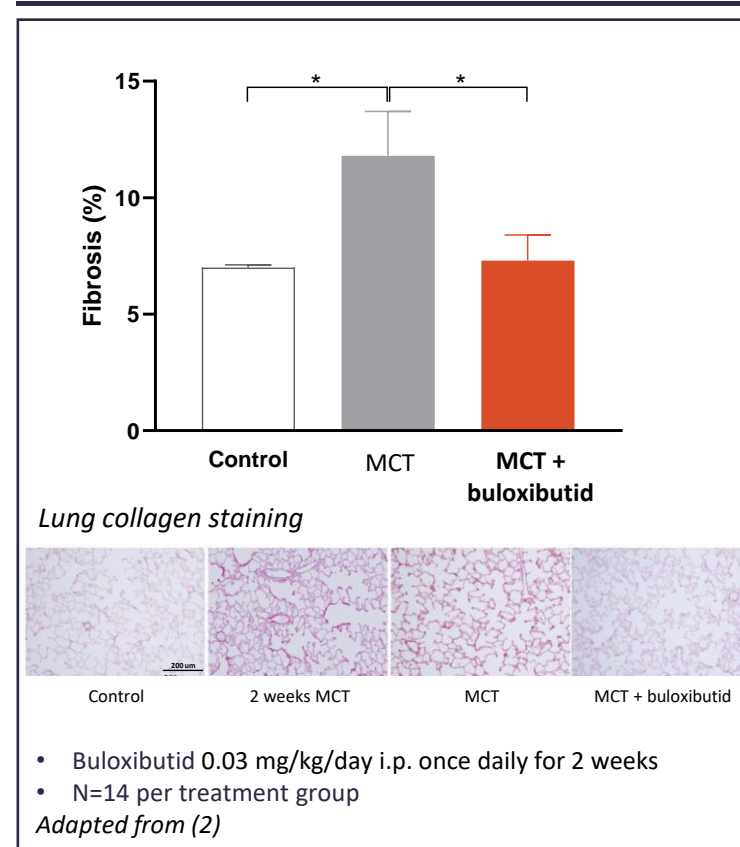 15
*
*
10
5
0
Fibrosis (%)
Control
MCT
MCT +
buloxibutid
Lung collagen staining
200 um
Control
2 weeks MCT
MCT
MCT + buloxibutid
• Buloxibutid 0.03 mg/kg/day i.p. once daily for 2 weeks
• N=14 per treatment group
Adapted from (2)